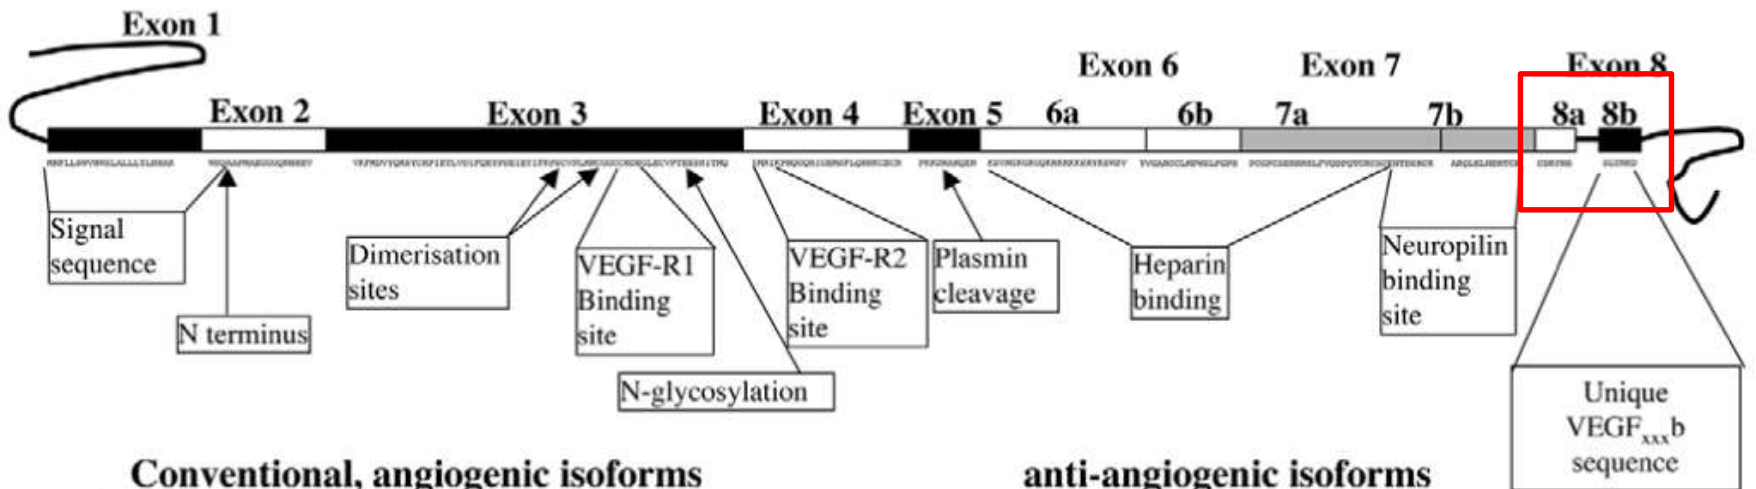 Exon 1
Exon 6 Exon 7 Exon 8
Exon 2 Exon 3 Exon 4 Exon 5 6a 6b 7a 7b 8a 8b
Signal
sequence
N terminus
Dimerisation
sites
VEGF-R1
Binding
site
N-glycosylation
VEGF-R2
Binding
site
Plasmin
cleavage
Heparin
binding
Neuropilin
binding
site
Unique
VEGFxxxb
sequence
Conventional, angiogenic isoforms
anti-angiogenic isoforms